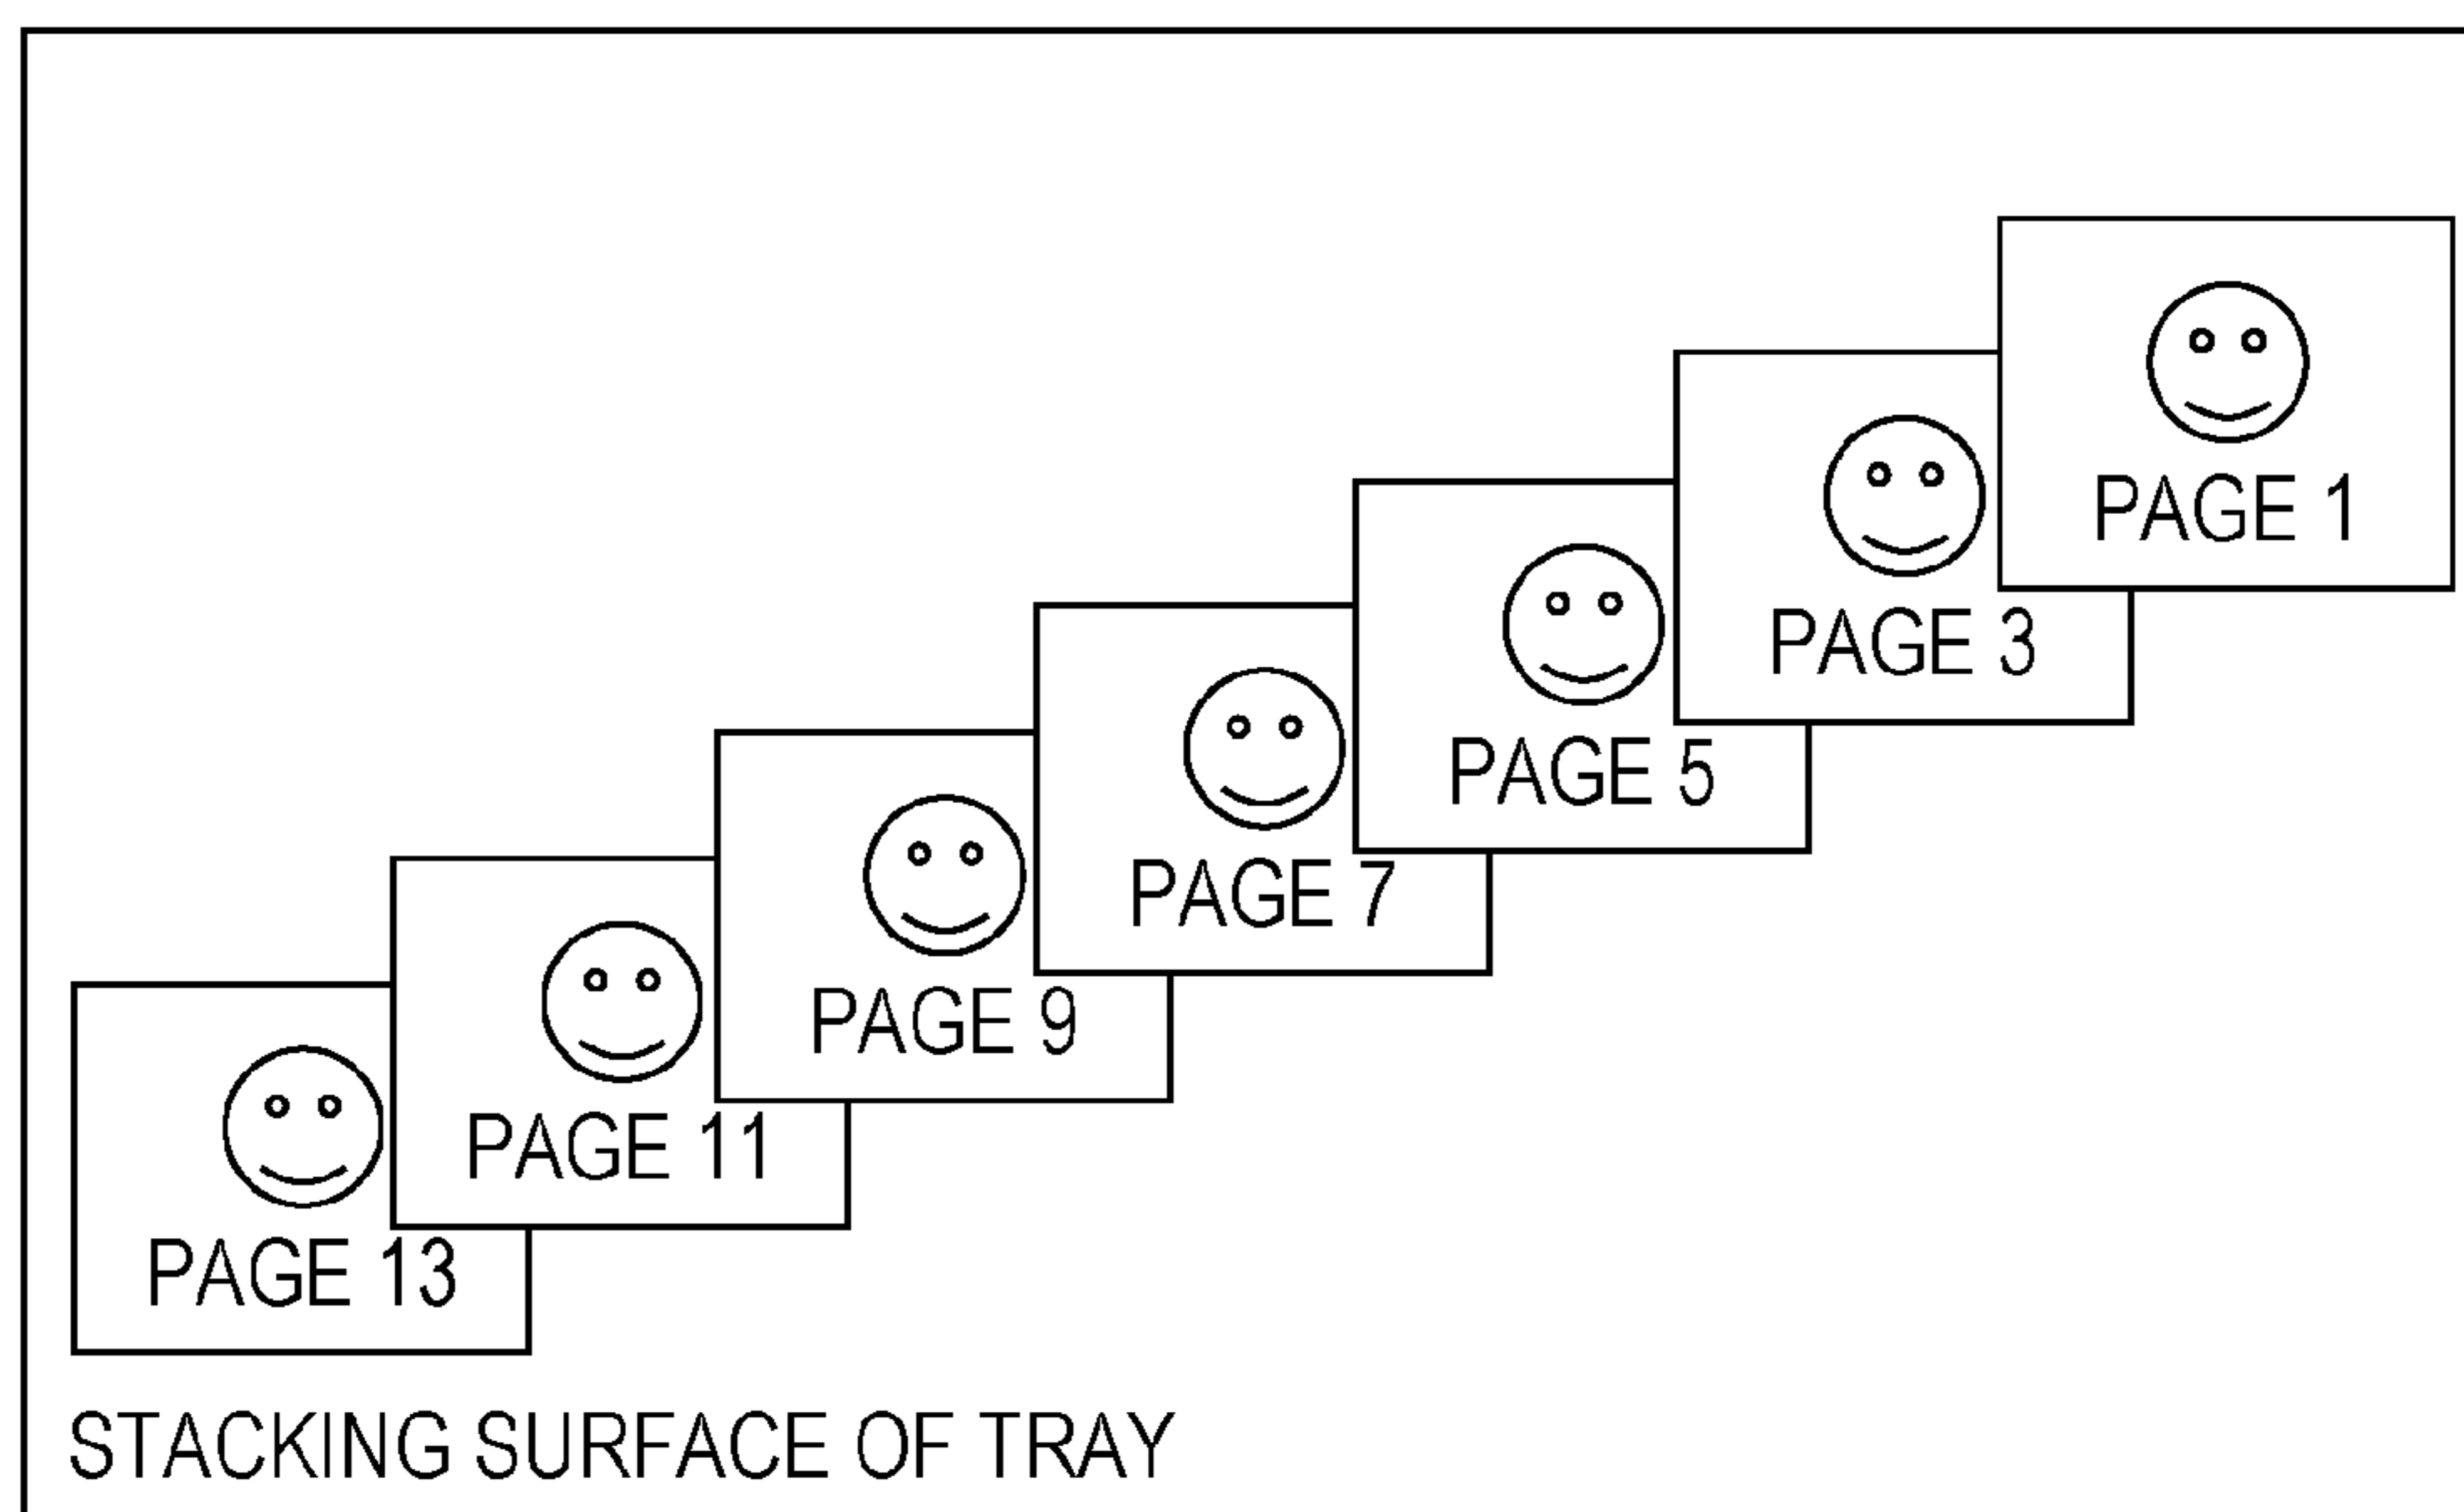 PAGE 1
PAGE 3
PAGE 5
PAGE 7
PAGE 9
PAGE 11
PAGE 13
STACKING SURFACE OF TRAY